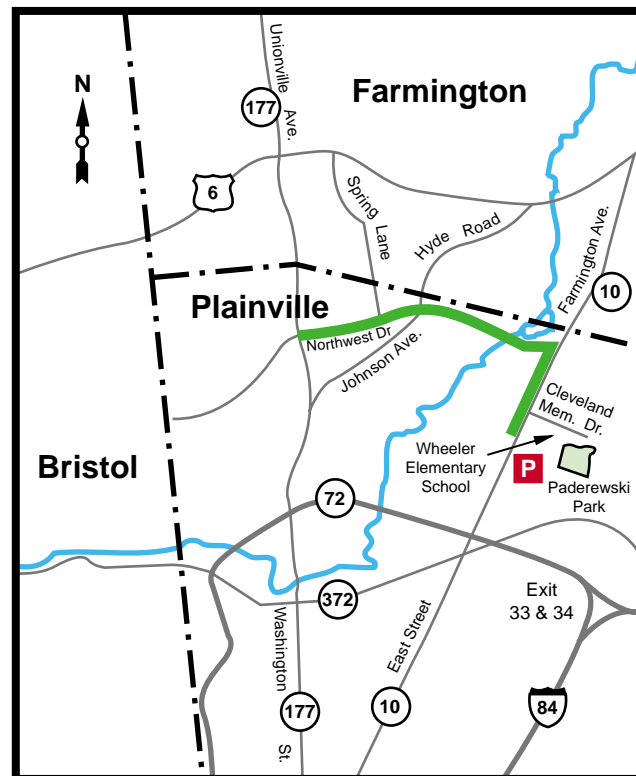 Unionville Ave.
Farmington
N
177
6
Spring Lane
Hyde Road
Farmington Ave.
10
Plainville
Northwest Dr
Johnson Ave.
Cleveland
Mem. Dr.
Bristol
Wheeler
Elementary
School
P
Paderewski
Park
72
Exit
33 & 34
372
Washington St.
East Street
177
10
84